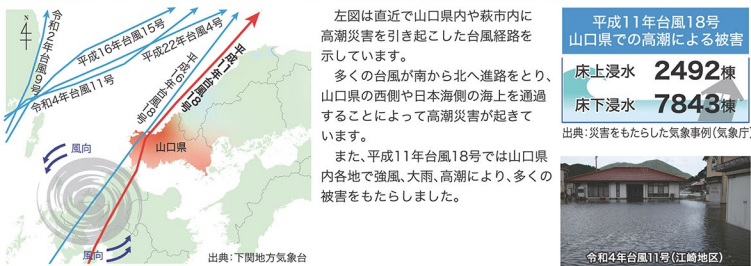 令和2年台風9号
平成16年台風15号
平成22年台風4号
令和4年台風11号
平成16年台風18号
平成11年台風18号
山口県
風向
風向
出典：下関地方気象台
左図は直近で山口県内や萩市内に
高潮災害を引き起こした台風経路を
示しています。
多くの台風が南から北へ進路をとり、
山口県の西側や日本海側の海上を通過
することによって高潮災害が起きて
います。
また、平成11年台風18号では山口県
内各地で強風、大雨、高潮により、多くの
被害をもたらしました。
平成11年台風18号
山口県での高潮による被害
床上浸水 2492棟
床下浸水 7843棟
出典：災害をもたらした気象事例（気象庁）
令和4年台風11号（江崎地区）